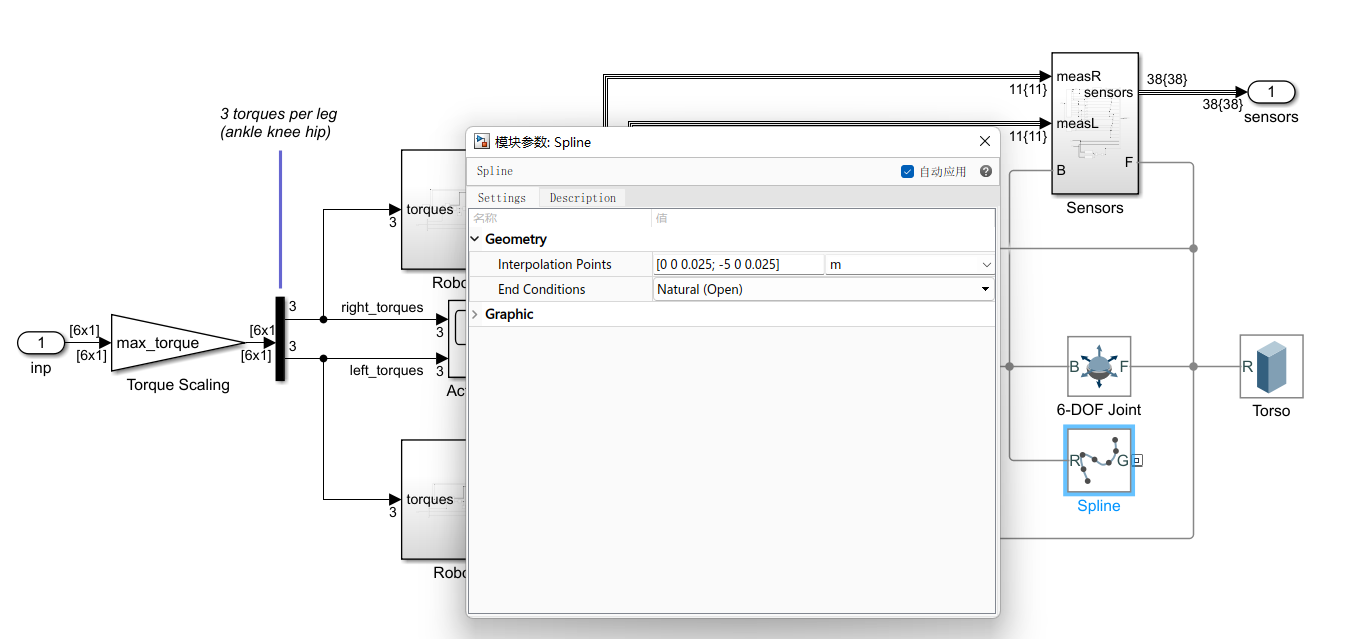 3 torques per leg
(ankle knee hip)
1
inp
[6x1]
[6x1]
max_torque
Torque Scaling
[6x1
[6x1]
3
3
right_torques
left_torques
torques
3
Robo
3
3
Ac
torques
3
Robo
模块参数: Spline
Spline
自动应用
Settings
Description
名称
值
Geometry
Interpolation Points
[0 0 0.025; -5 0 0.025]
m
End Conditions
Natural (Open)
Graphic
11{11}
11{11}
measR
sensors
measL
B
F
Sensors
38{38}
38{38}
1
sensors
B
F
6-DOF Joint
R
Torso
R
G
Spline